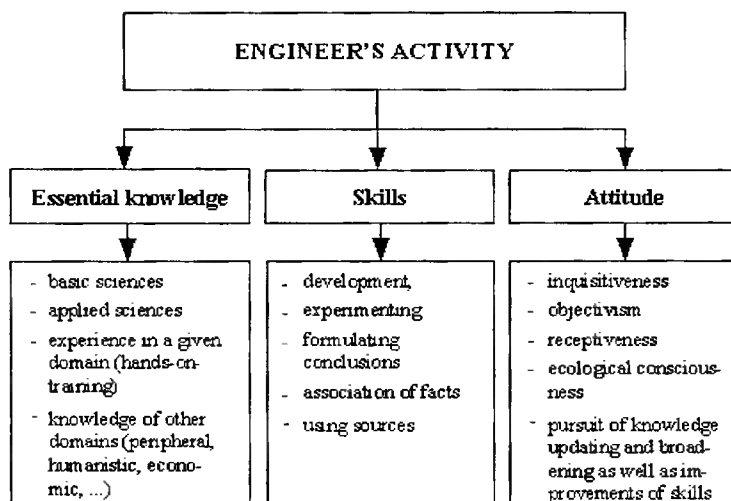 ENGINEER'S ACTIVITY
Essential knowledge
Skills
Attitude
- basic sciences
- applied sciences
- experience in a given
domain (hands-on-
training)
- knowledge of other
domains (peripheral,
humanistic, econo-
mic, ...)
- development,
- experimenting
- formulating
conclusions
- association of facts
- using sources
- inquisitiveness
- objectivism
- receptiveness
- ecological conscious-
ness
- pursuit of knowledge
updating and broad-
ening as well as im-
provements of skills